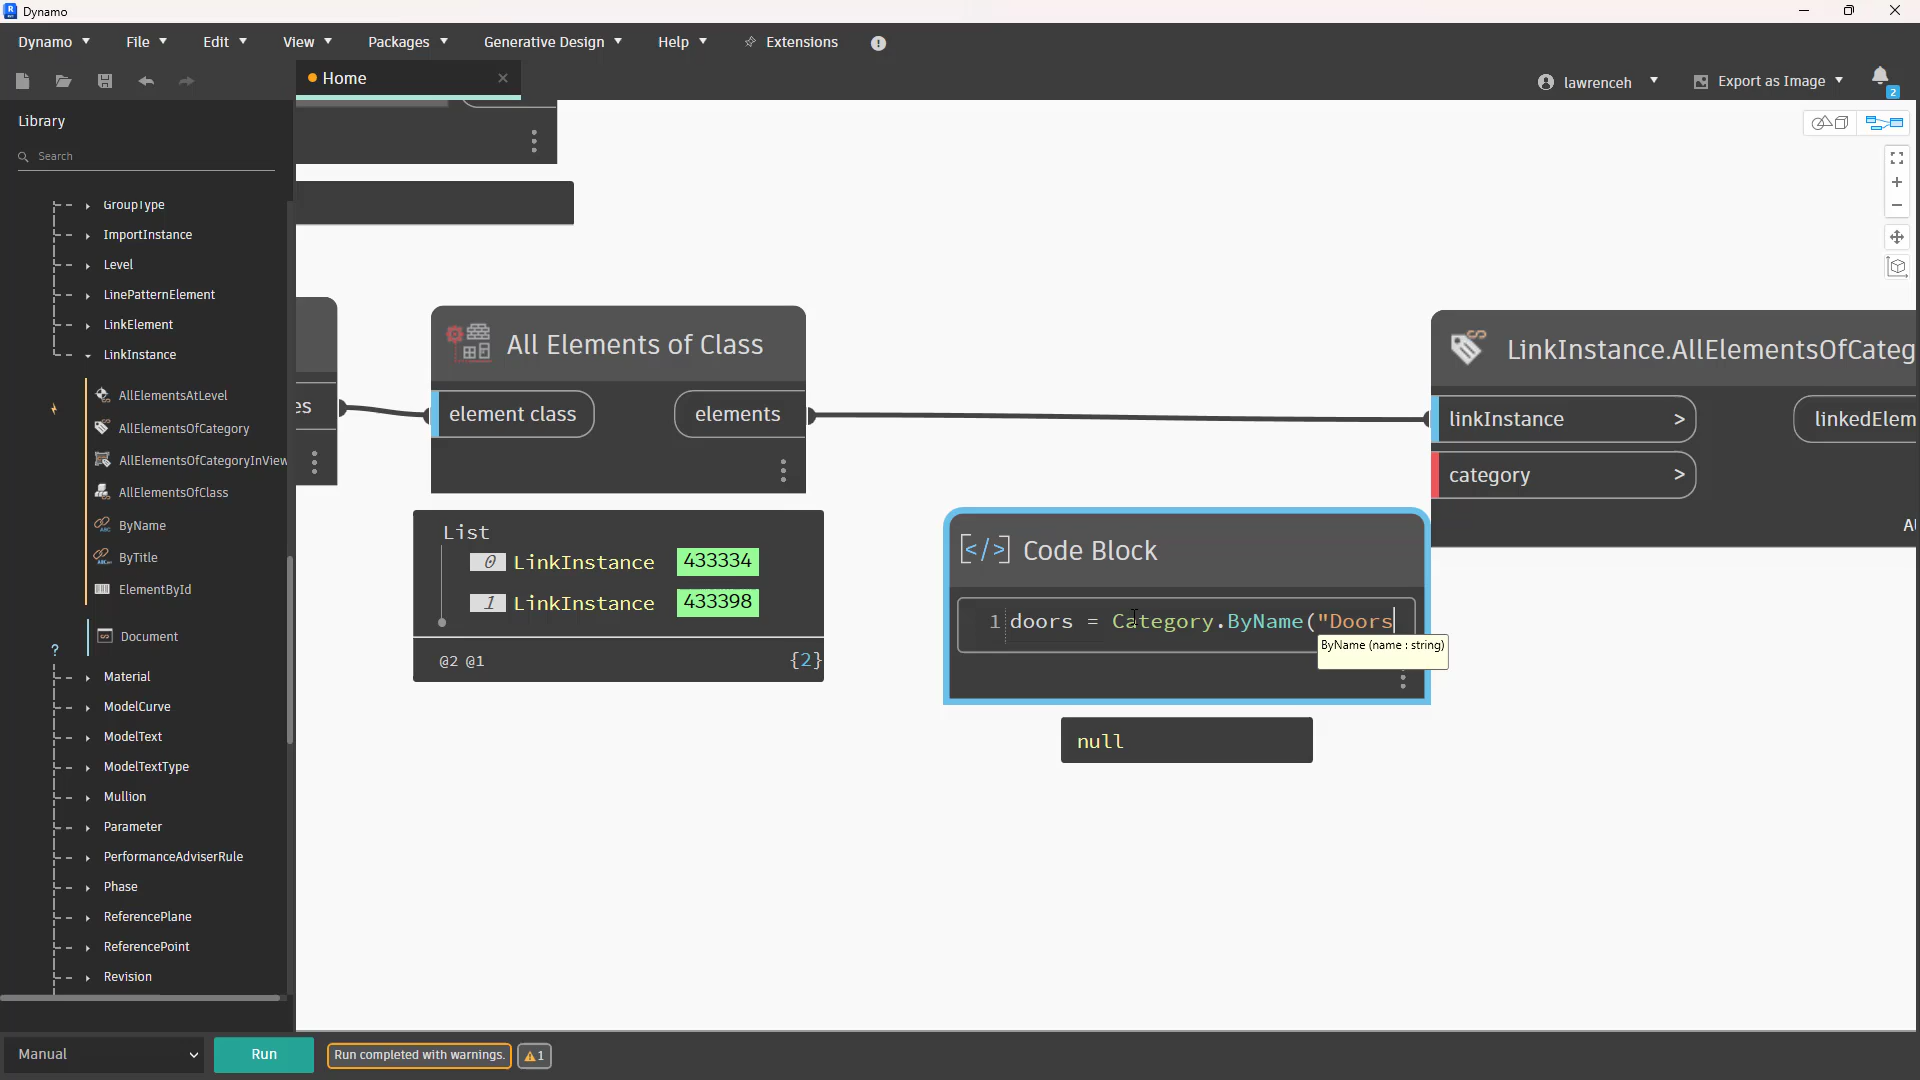 Dynamo
Dynamo File Edit View Packages Generative Design Help Extensions
Home
lawrenceh
Export as Image
2
Library
Search
GroupType
ImportInstance
Level
LinePatternElement
LinkElement
LinkInstance
AllElementsAtLevel
AllElementsOfCategory
AllElementsOfCategoryInView
AllElementsOfClass
ByName
ByTitle
ElementById
Document
Material
ModelCurve
ModelText
ModelTextType
Mullion
Parameter
PerformanceAdviserRule
Phase
ReferencePlane
ReferencePoint
Revision
es
All Elements of Class
element class
elements
List
0 LinkInstance 433334
1 LinkInstance 433398
@2 @1 {2}
Code Block
1 doors = Category.ByName("Doors
ByName (name : string)
null
LinkInstance.AllElementsOfCateg
linkInstance >
linkedElem
category >
Al
Manual
Run
Run completed with warnings.
1